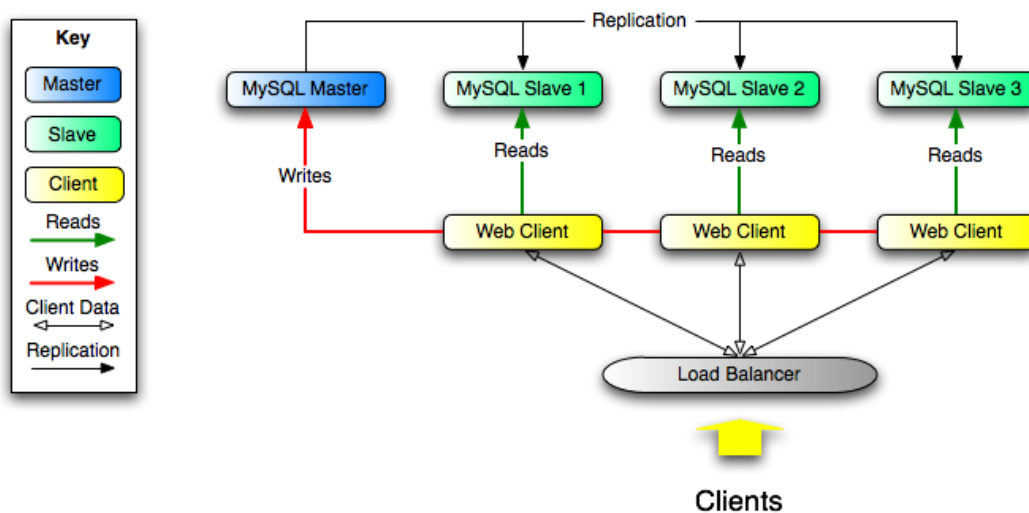 Key
Master
Slave
Client
Reads
Writes
Client Data
Replication
Replication
MySQL Master
MySQL Slave 1
MySQL Slave 2
MySQL Slave 3
Writes
Reads
Reads
Reads
Web Client
Web Client
Web Client
Load Balancer
Clients